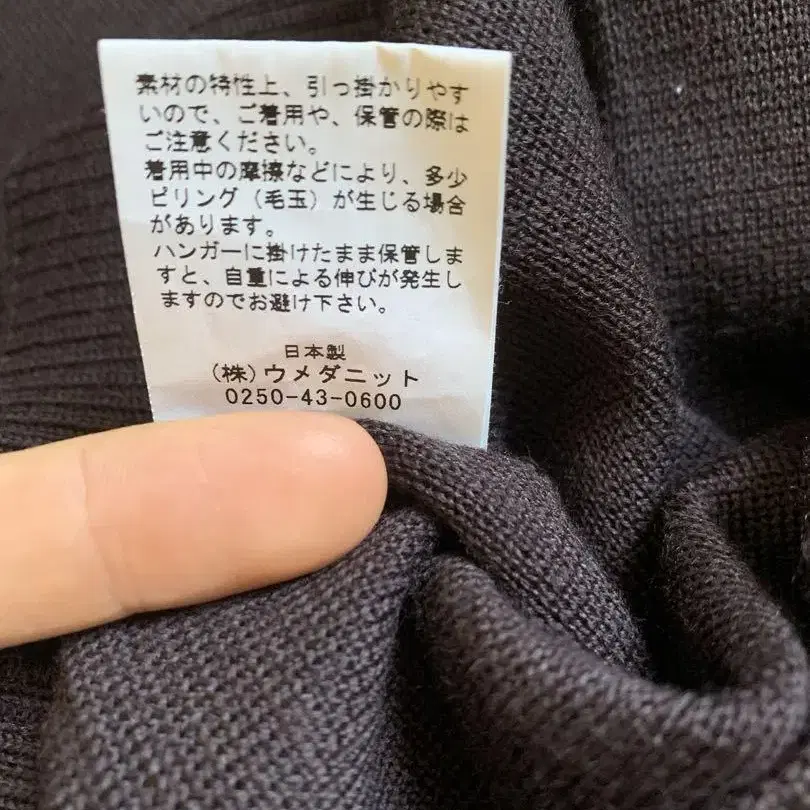 素材の特性上、引っ掛かりやす
いので、ご着用や、保管の際は
ご注意ください。
着用中の摩擦などにより、多少
ピリング(毛玉)が生じる場合
があります。
ハンガーに掛けたまま保管しま
すと、自重による伸びが発生し
ますのでお避け下さい。
日本製
(株)ウメダニット
0250-43-0600